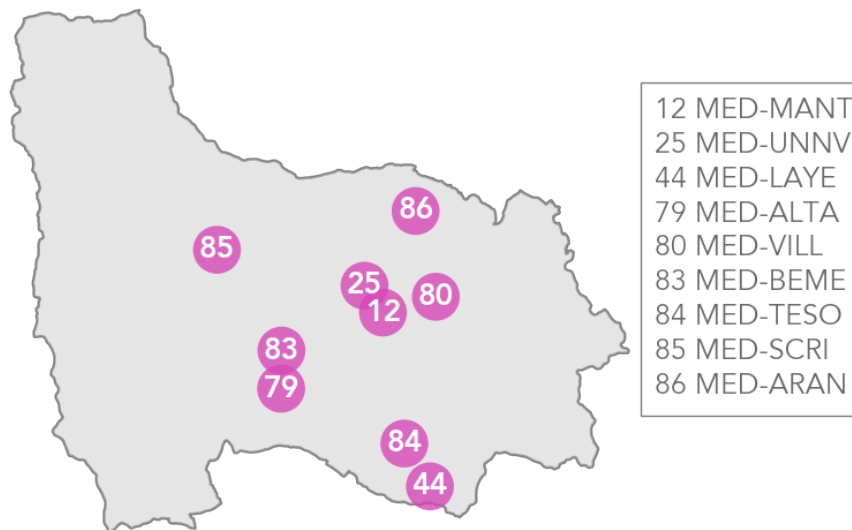 86
85
25
80
12
83
79
84
44
12 MED-MANT
25 MED-UNNV
44 MED-LAYE
79 MED-ALTA
80 MED-VILL
83 MED-BEME
84 MED-TESO
85 MED-SCRI
86 MED-ARAN